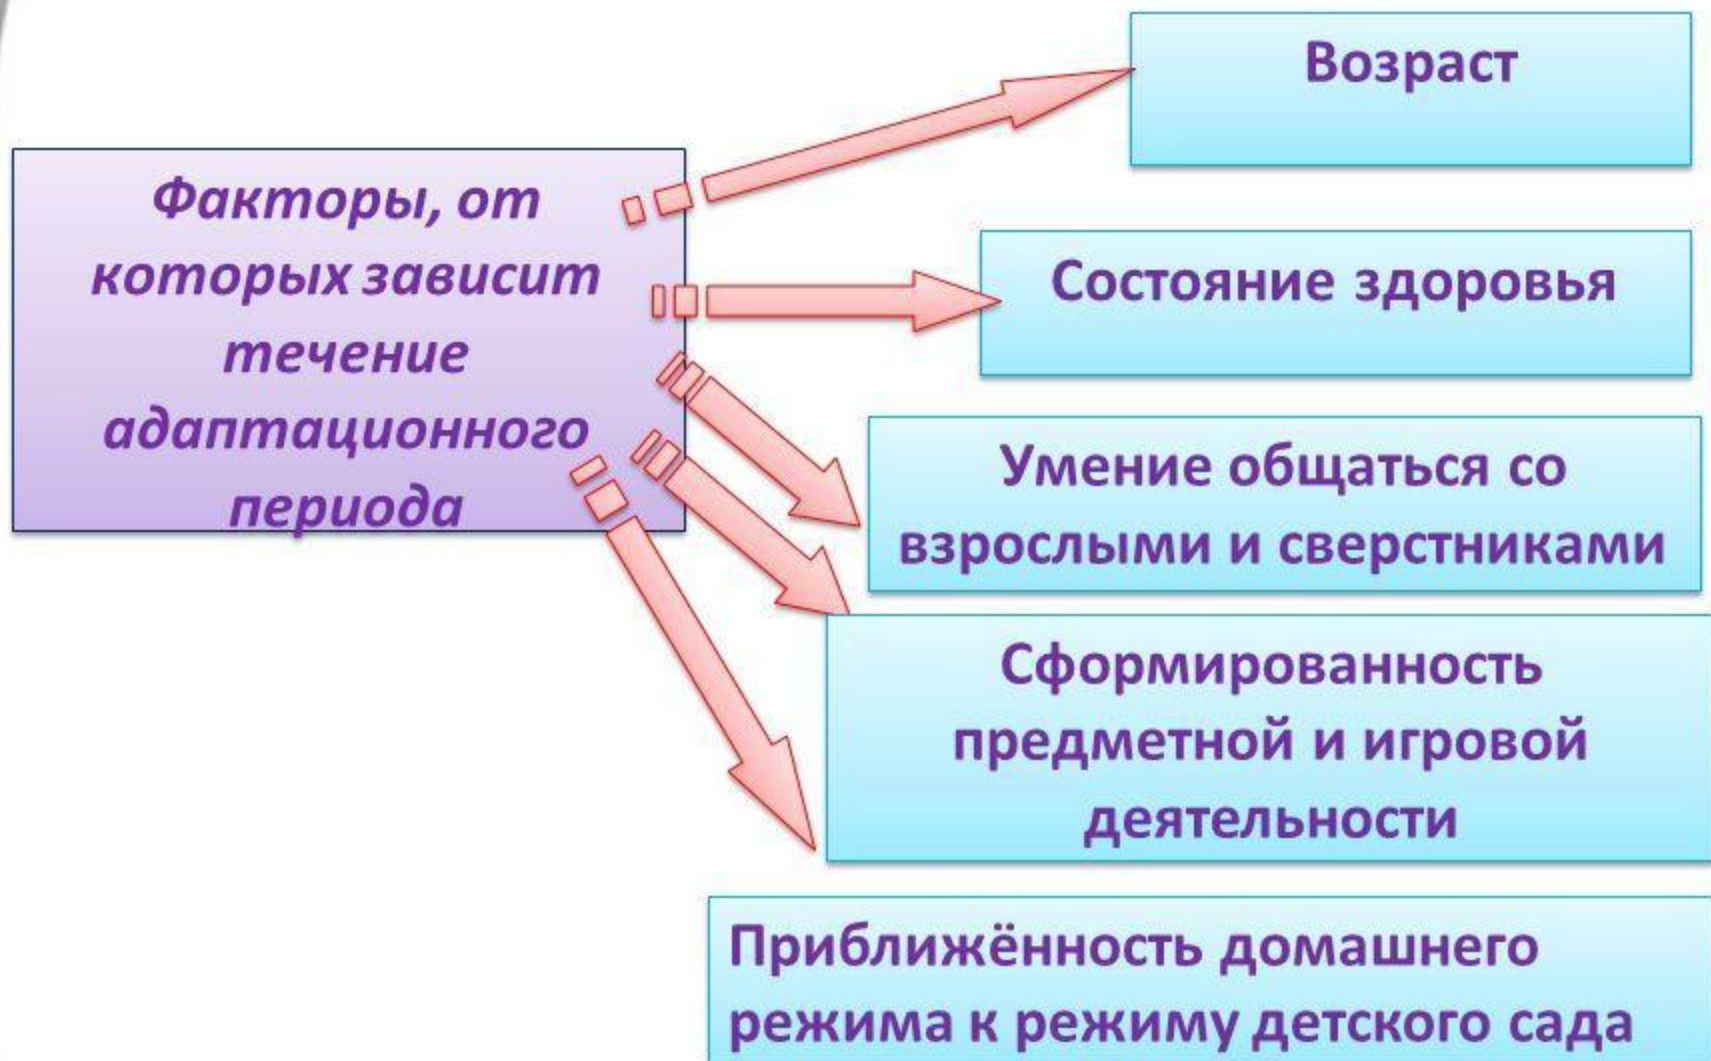 Факторы, от
которых зависит
течение
адаптационного
периода
Возраст
Состояние здоровья
Умение общаться со
взрослыми и сверстниками
Сформированность
предметной и игровой
деятельности
Приближённость домашнего
режима к режиму детского сада